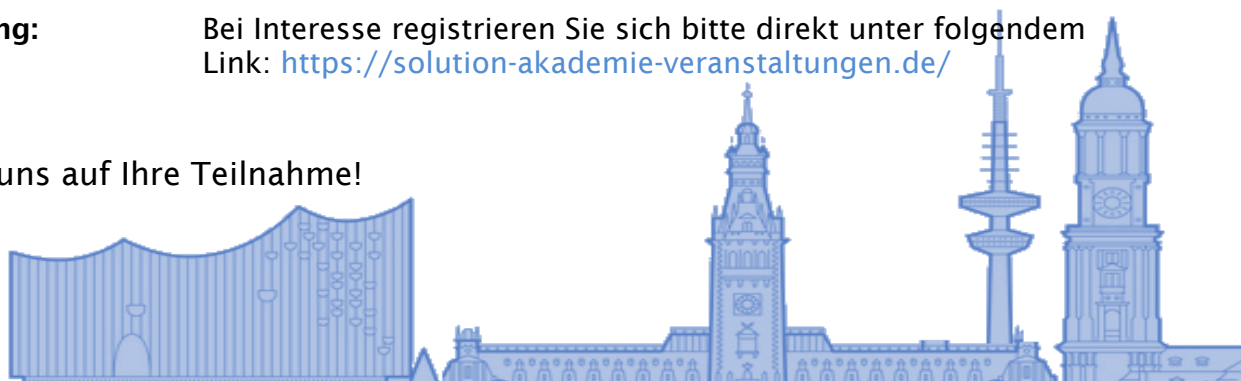 ng: Bei Interesse registrieren Sie sich bitte direkt unter folgendem
Link: https://solution-akademie-veranstaltungen.de/
uns auf Ihre Teilnahme!